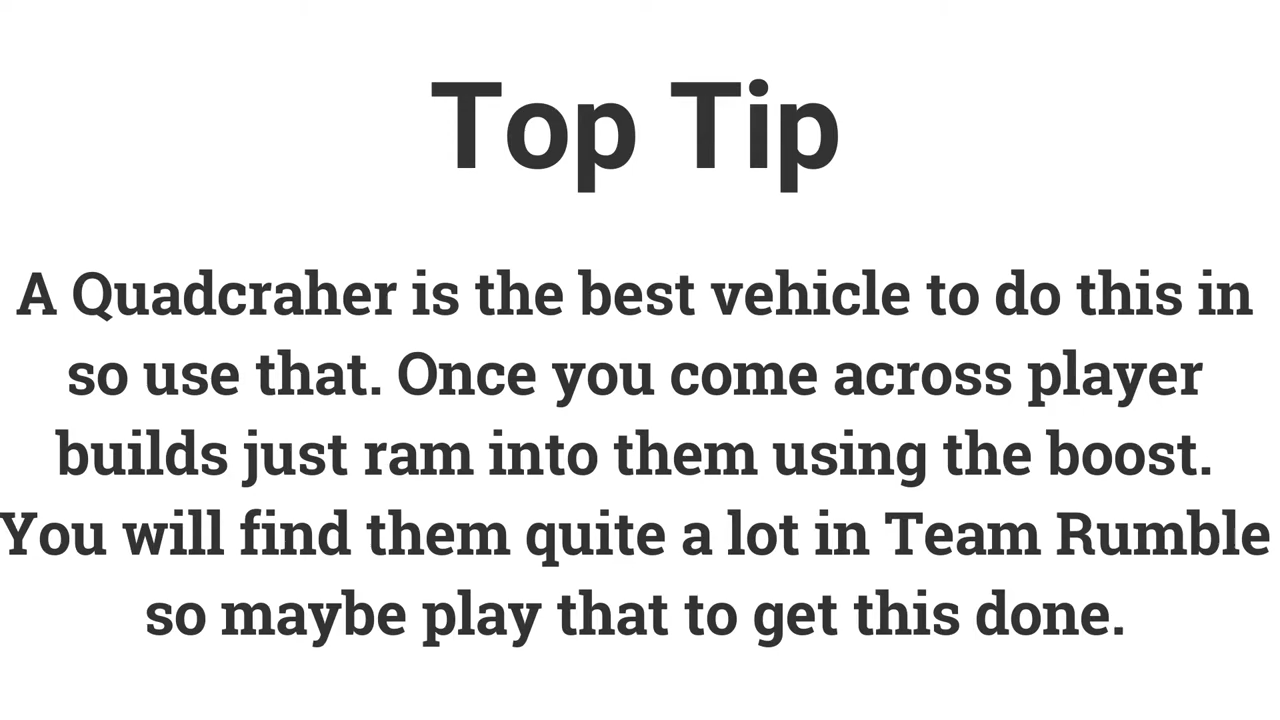 Top Tip
A Quadcraher is the best vehicle to do this in
so use that. Once you come across player
builds just ram into them using the boost.
You will find them quite a lot in Team Rumble
so maybe play that to get this done.